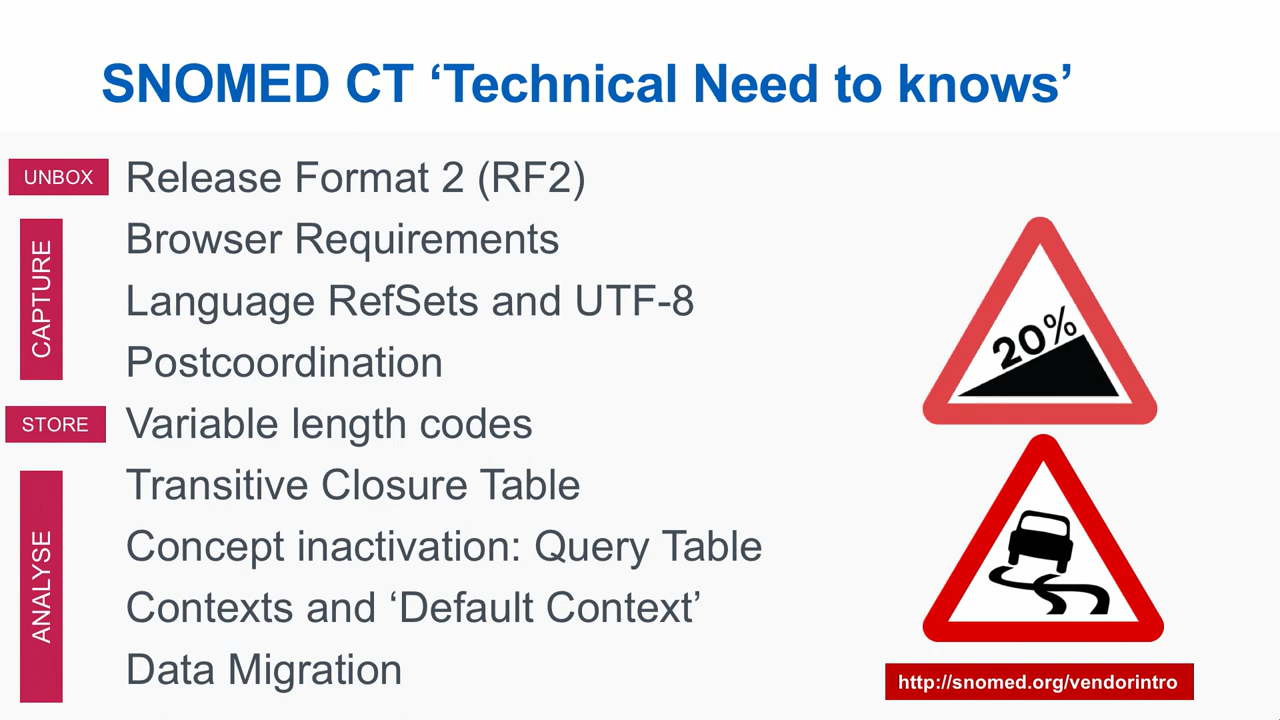 SNOMED CT ‘Technical Need to knows’
UNBOX
Release Format 2 (RF2)
CAPTURE
Browser Requirements
Language RefSets and UTF-8
Postcoordination
STORE
Variable length codes
ANALYSE
Transitive Closure Table
Concept inactivation: Query Table
Contexts and ‘Default Context’
Data Migration
20%
http://snomed.org/vendorintro